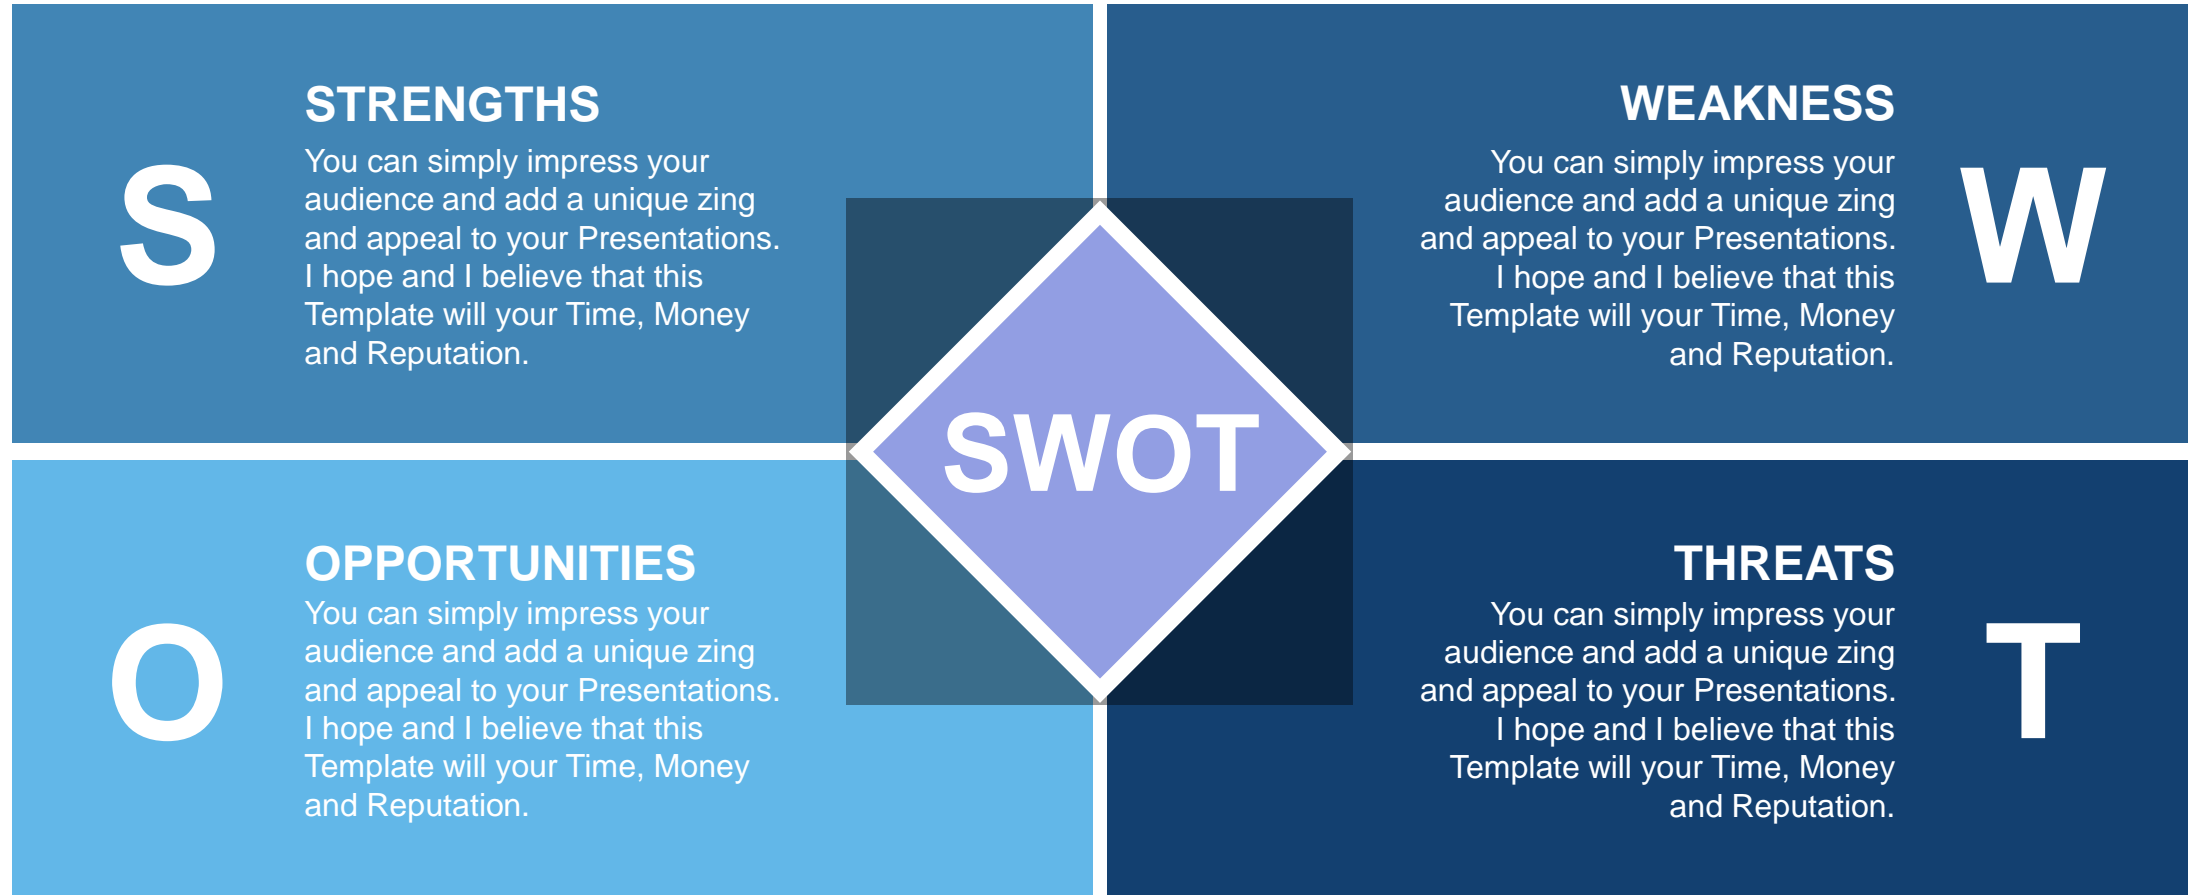 S
STRENGTHS
You can simply impress your
audience and add a unique zing
and appeal to your Presentations.
I hope and I believe that this
Template will your Time, Money
and Reputation.
WEAKNESS
You can simply impress your
audience and add a unique zing
and appeal to your Presentations.
I hope and I believe that this
Template will your Time, Money
and Reputation.
W
SWOT
O
OPPORTUNITIES
You can simply impress your
audience and add a unique zing
and appeal to your Presentations.
I hope and I believe that this
Template will your Time, Money
and Reputation.
THREATS
You can simply impress your
audience and add a unique zing
and appeal to your Presentations.
I hope and I believe that this
Template will your Time, Money
and Reputation.
T